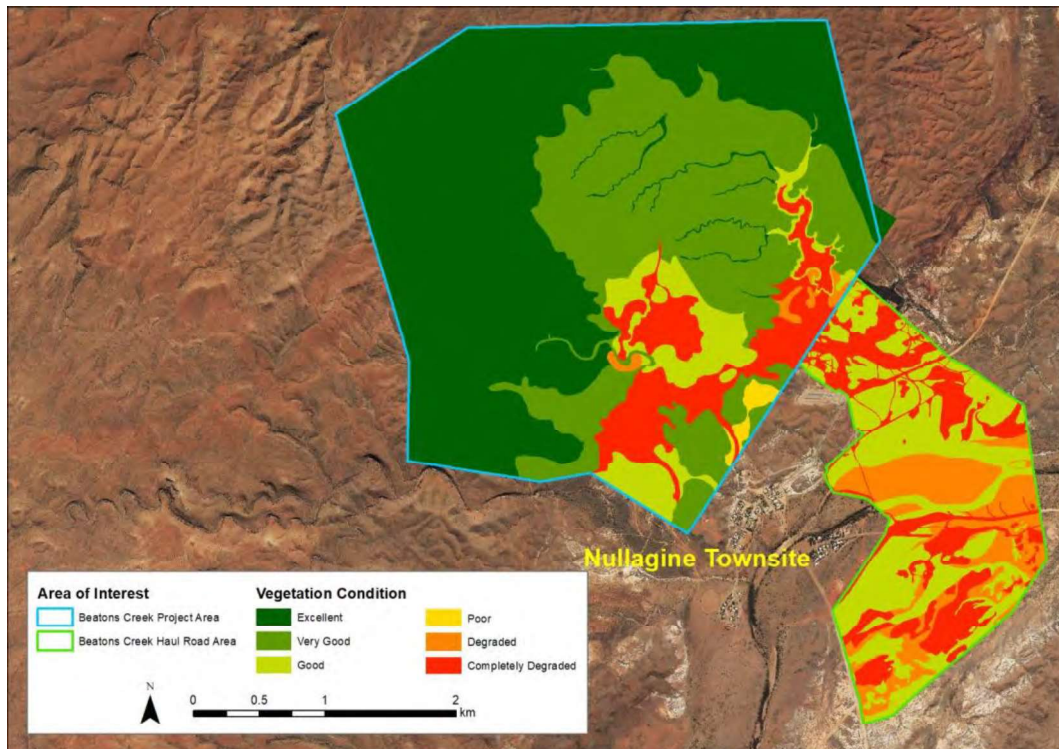 Nullagine Townsite
Area of Interest
Beatons Creek Project Area
Beatons Creek Haul Road Area
Vegetation Condition
Excellent
Very Good
Good
Poor
Degraded
Completely Degraded
N
0 0.5 1 2
km